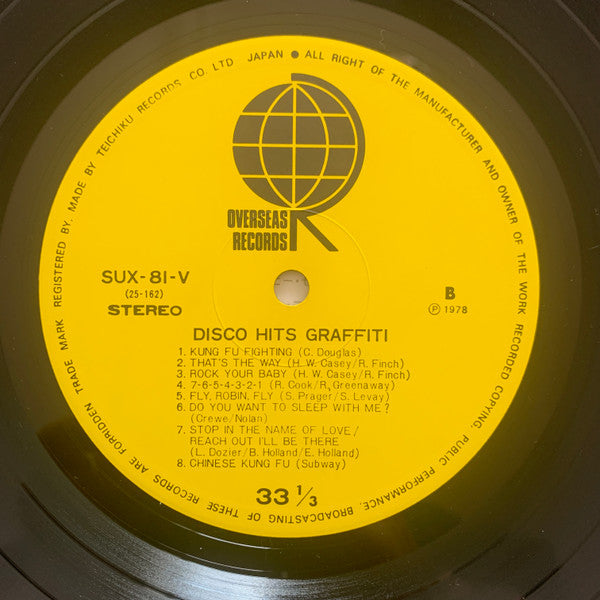 TRADE MARK REGISTERED BY. MADE BY TEICHIKU RECORDS CO. LTD JAPAN ● ALL RIGHT OF THE MANUFACTURER AND OWNER OF THE WORK RECORDED COPYING, PUBLIC PERFORMANCE, BROADCASTING OF THESE RECORDS ARE FORBIDDEN
OVERSEAS
RECORDS
SUX-81-V
(25-162)
STEREO
B
Ⓟ 1978
DISCO HITS GRAFFITI
1. KUNG FU FIGHTING (C. Douglas)
2. THAT'S THE WAY (H. W. Casey/R. Finch)
3. ROCK YOUR BABY (H. W. Casey/R. Finch)
4. 7-6-5-4-3-2-1 (R. Cook/R, Greenaway)
5. FLY, ROBIN, FLY (S. Prager/S. Levay)
6. DO YOU WANT TO SLEEP WITH ME?
(Crewe/Nolan)
7. STOP IN THE NAME OF LOVE/
REACH OUT I'LL BE THERE
(L. Dozier/B. Holland/E. Holland)
8. CHINESE KUNG FU (Subway)
33 1/3